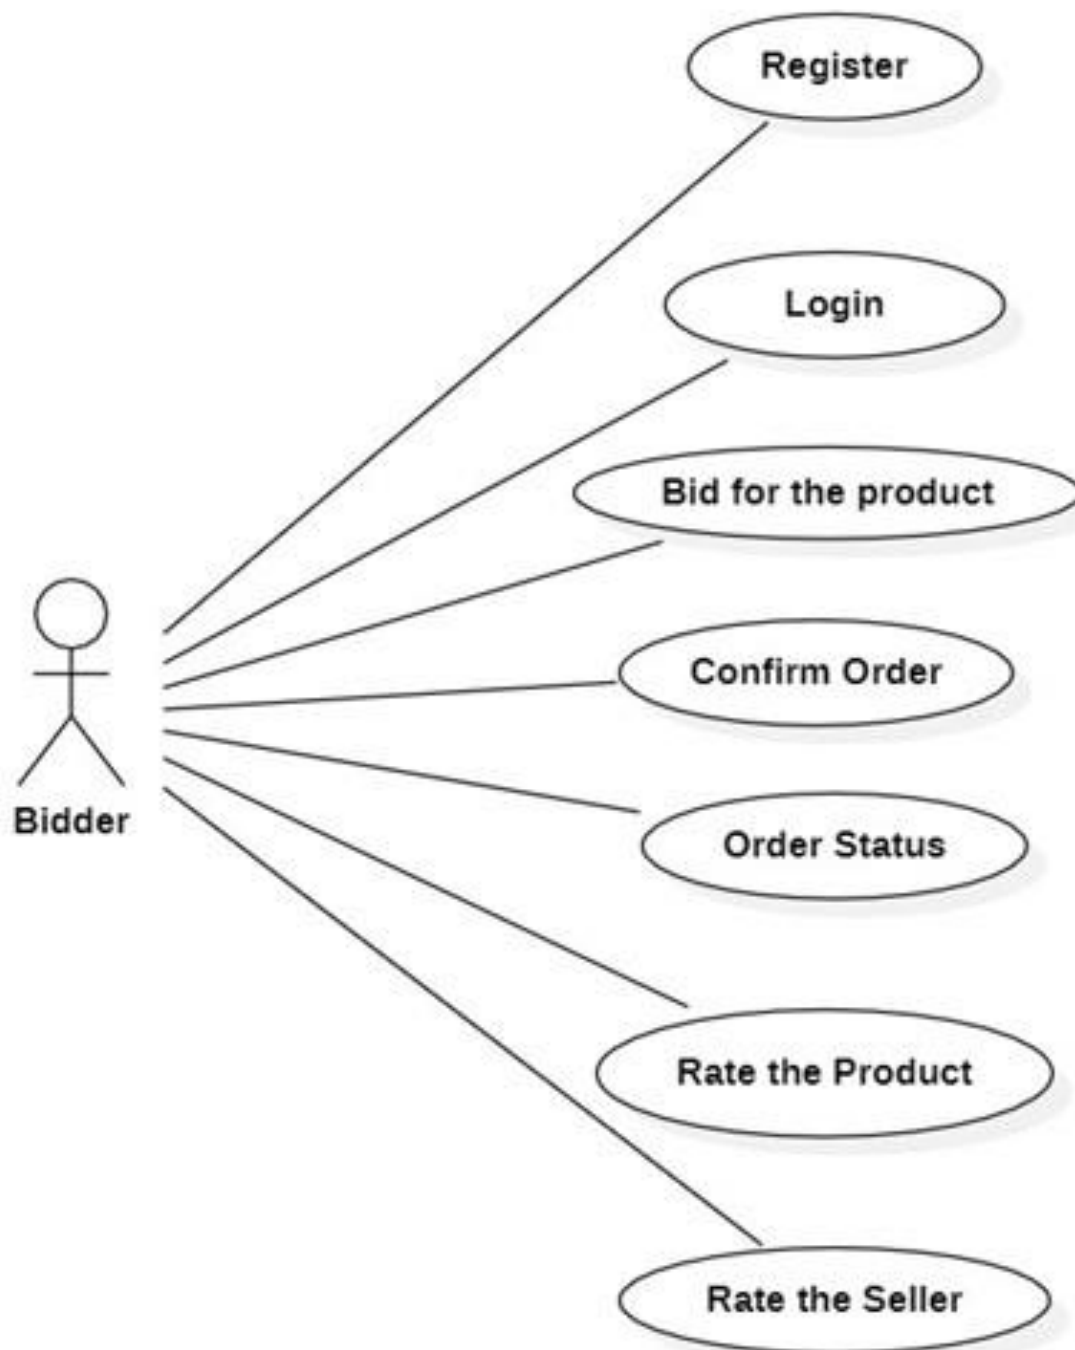 Register
Login
Bid for the product
Confirm Order
Bidder
Order Status
Rate the Product
Rate the Seller